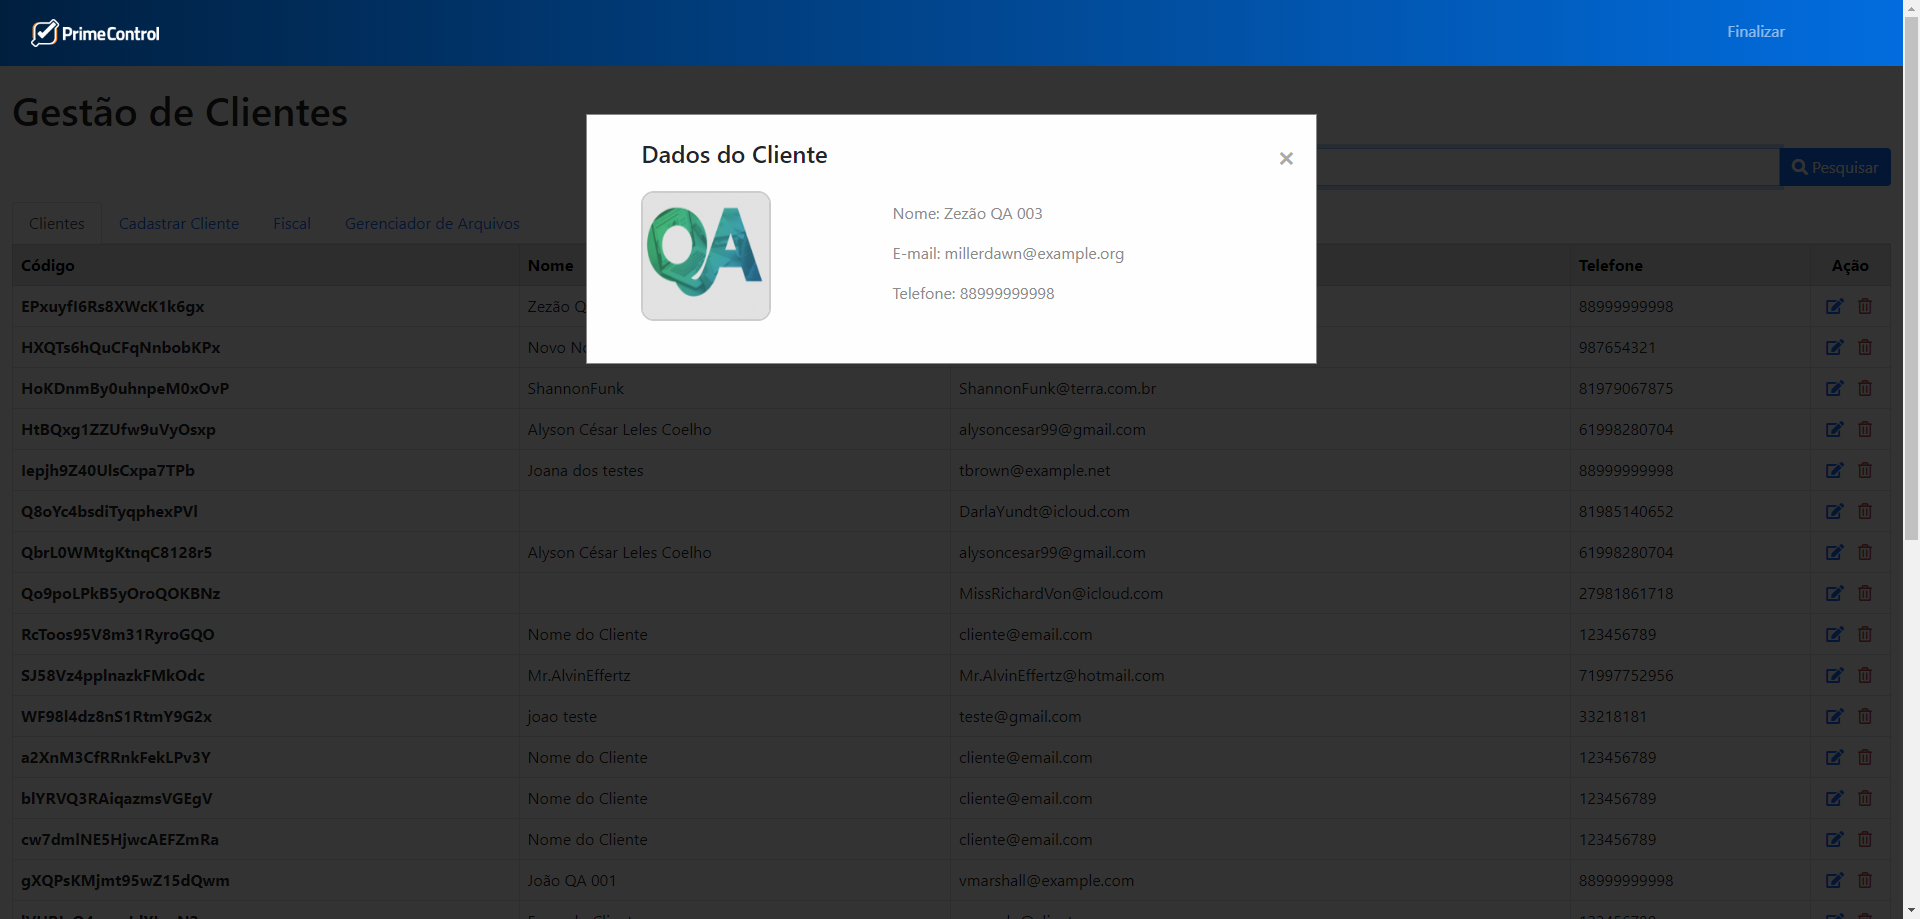 PrimeControl
Finalizar
Gestão de Clientes
Dados do Cliente
×
QA
Nome: Zezão QA 003
E-mail: millerdawn@example.org
Telefone: 88999999998
Pesquisar
Clientes Cadastrar Cliente Fiscal Gerenciador de Arquivos
Código Nome Telefone Ação
EPxuyfI6Rs8XWcK1k6gx Zezão 88999999998
HXQTs6hQuCFqNnbobKPx Novo 987654321
HoKDnmBy0uhnpeM0xOvP ShannonFunk ShannonFunk@terra.com.br 81979067875
HtBQxg1ZZUfw9uVyOsxp Alyson César Leles Coelho alysoncesar99@gmail.com 61998280704
Iepjh9Z40UlsCxpa7TPb Joana dos testes tbrown@example.net 88999999998
Q8oYc4bsdiTyqphexPVl DarlaYundt@icloud.com 81985140652
QbrL0WMtgKtnqC8128r5 Alyson César Leles Coelho alysoncesar99@gmail.com 61998280704
Qo9poLPkB5yOroQOKBNz MissRichardVon@icloud.com 27981861718
RcToos95V8m31RyroGQO Nome do Cliente cliente@email.com 123456789
SJ58Vz4pplnazkFMkOdc Mr.AlvinEffertz Mr.AlvinEffertz@hotmail.com 71997752956
WF98l4dz8nS1RtmY9G2x joao teste teste@gmail.com 33218181
a2XnM3CfRRnkFekLPv3Y Nome do Cliente cliente@email.com 123456789
blYRVQ3RAiqazmsVGEgV Nome do Cliente cliente@email.com 123456789
cw7dmlNE5HjwcAEFZmRa Nome do Cliente cliente@email.com 123456789
gXQPsKMjmt95wZ15dQwm João QA 001 vmarshall@example.com 88999999998